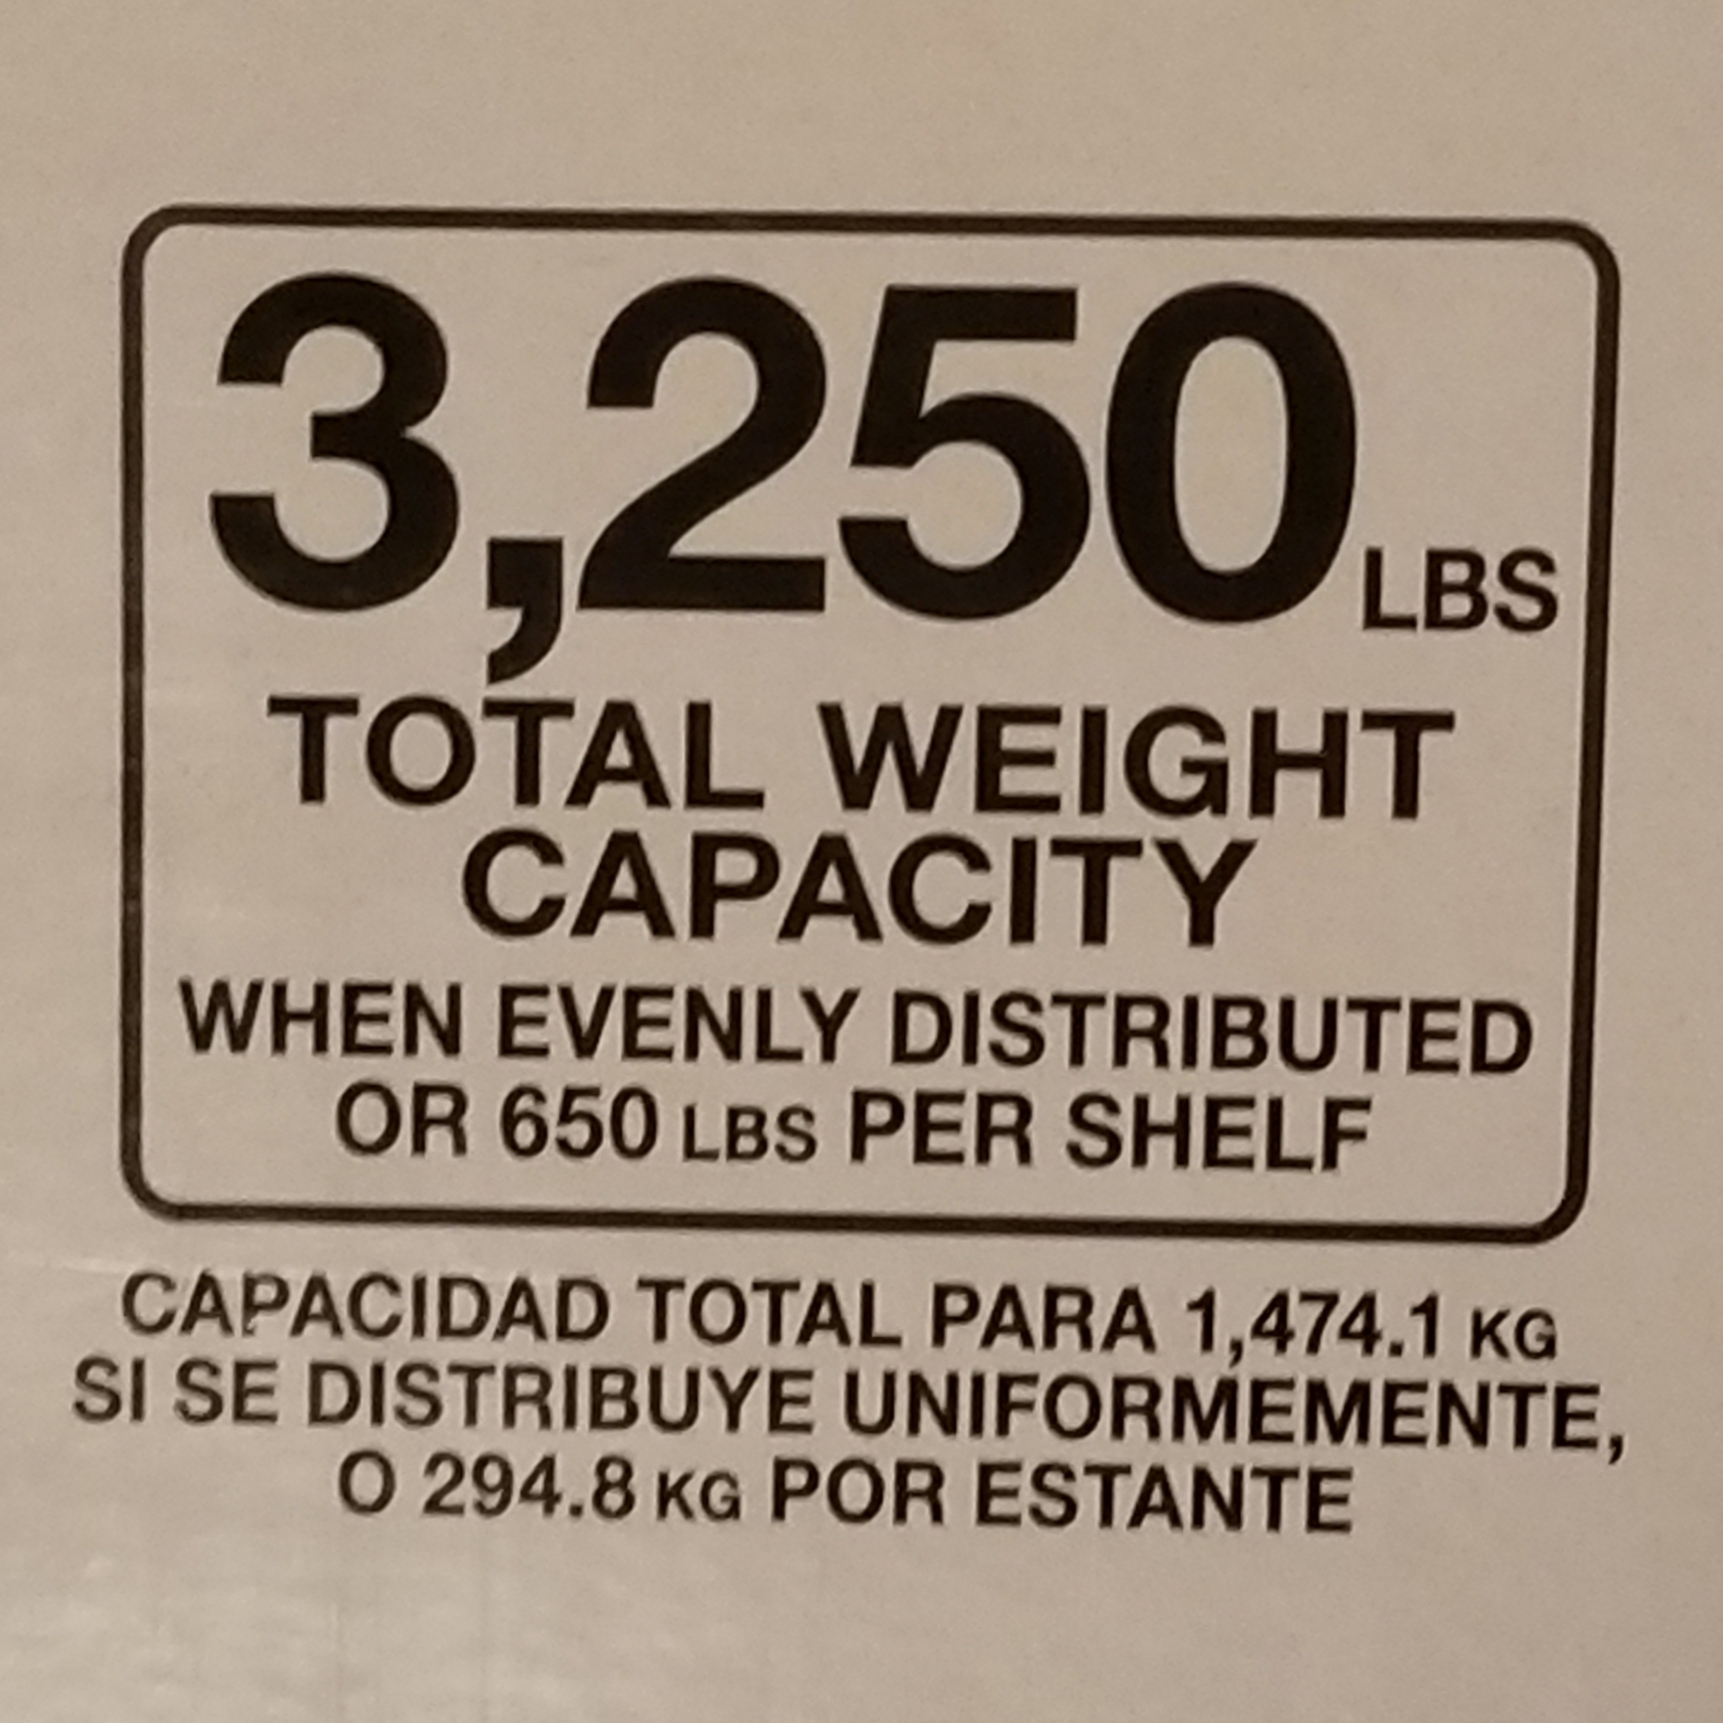 3,250 LBS
TOTAL WEIGHT
CAPACITY
WHEN EVENLY DISTRIBUTED
OR 650 LBS PER SHELF
CAPACIDAD TOTAL PARA 1,474.1 KG
SI SE DISTRIBUYE UNIFORMEMENTE,
O 294.8 KG POR ESTANTE